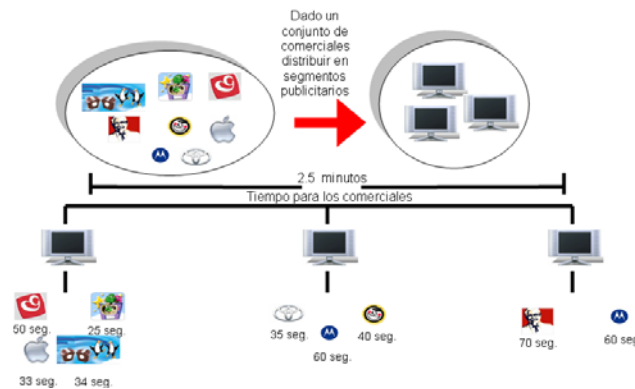 Dado un
conjunto de
comerciales
distribuir en
segmentos
publicitarios
2.5 minutos
Tiempo para los comerciales
50 seg.
25 seg.
33 seg.
34 seg.
35 seg.
60 seg.
40 seg.
70 seg.
60 seg